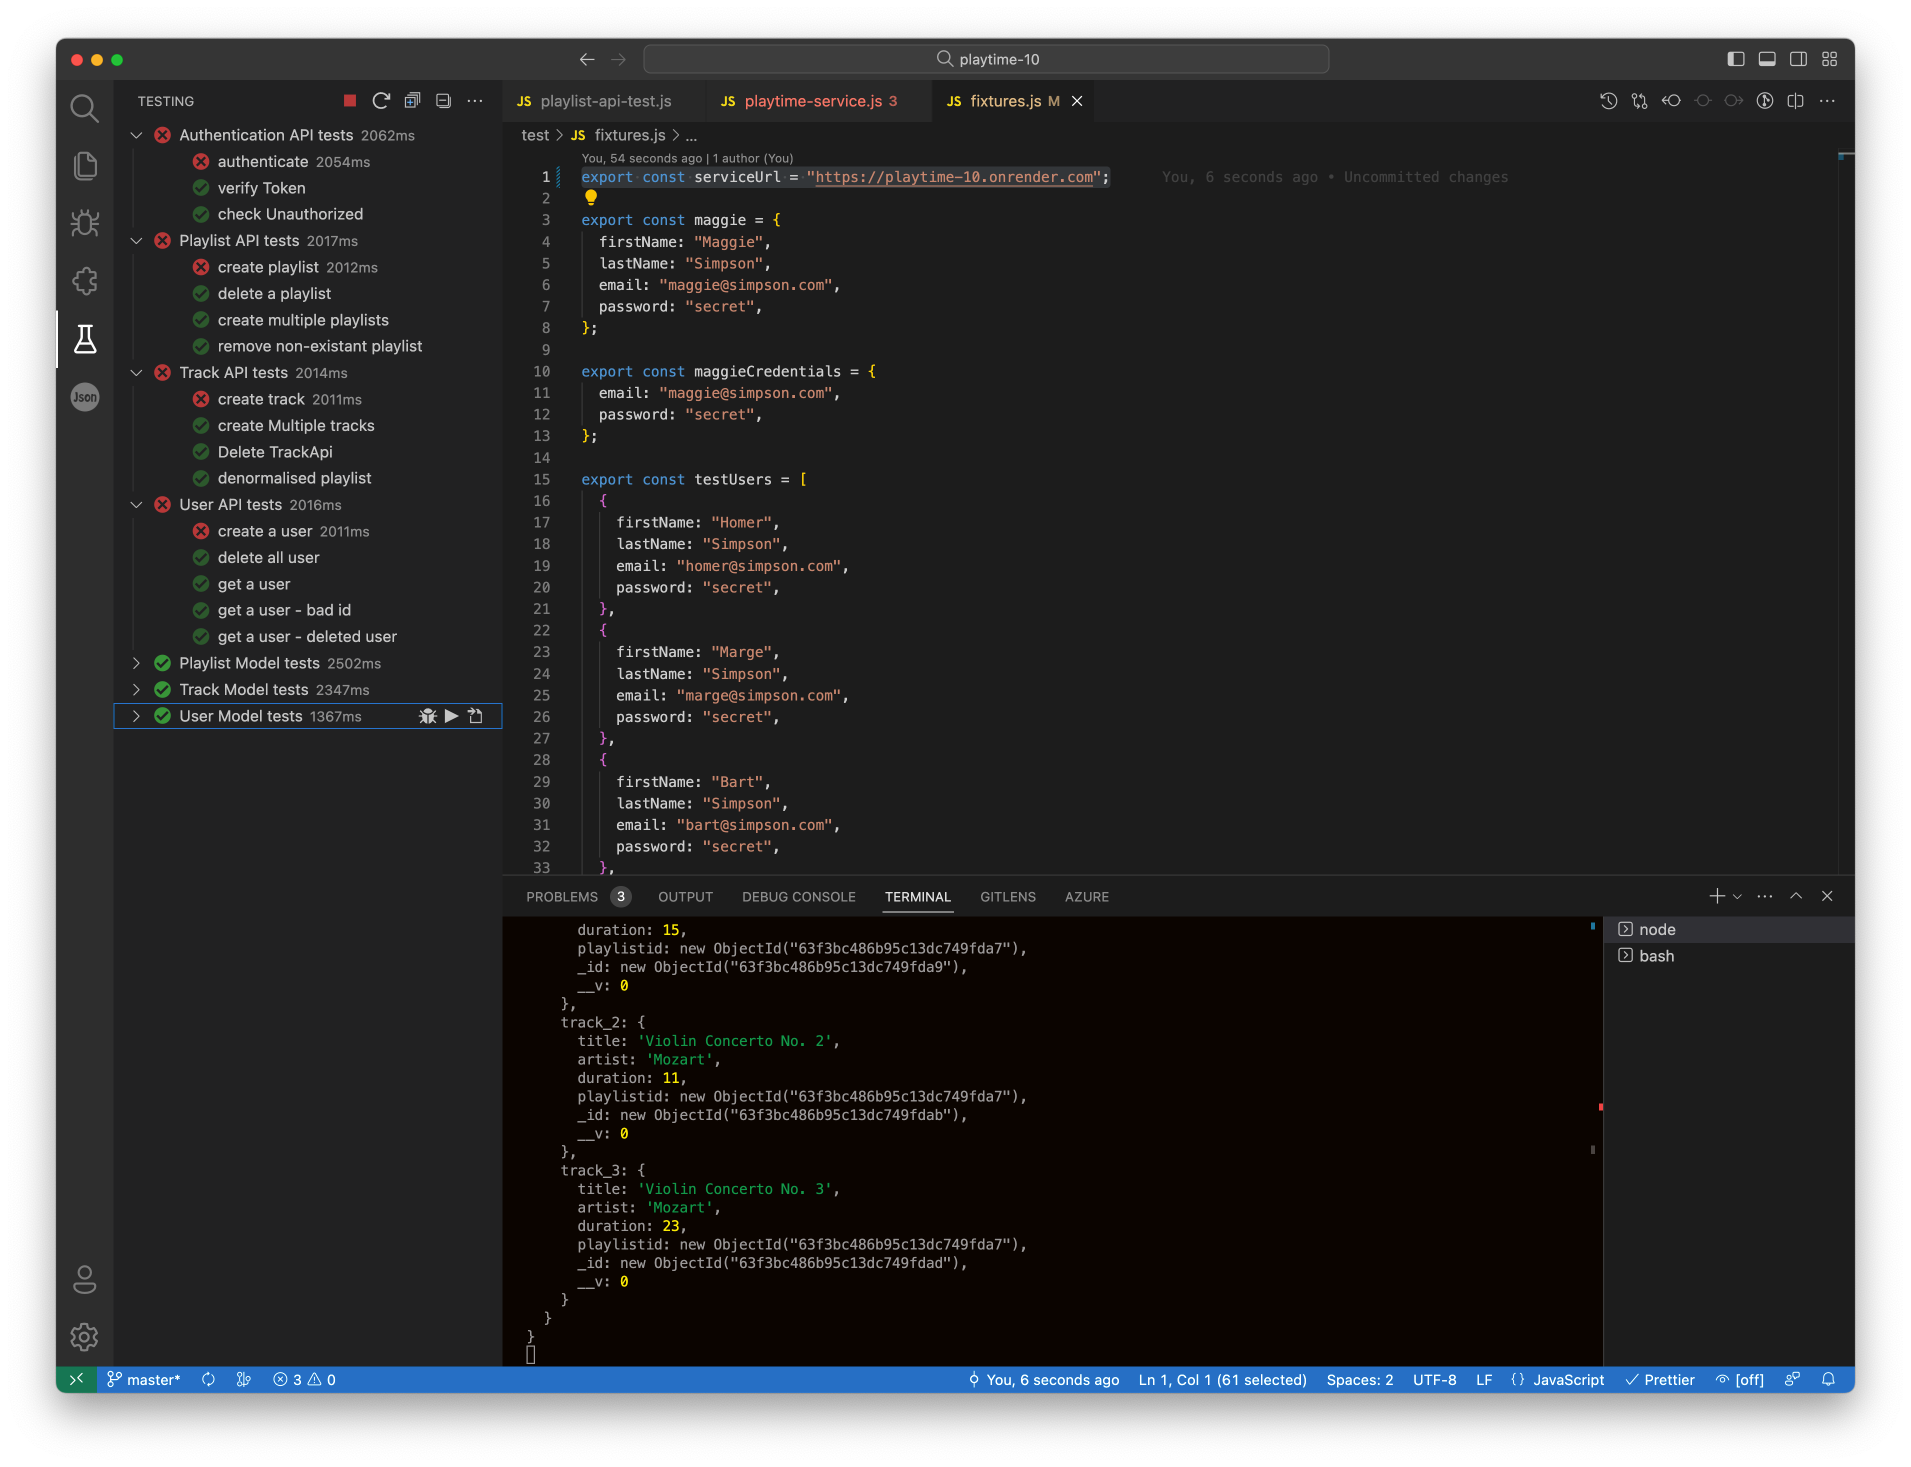 playtime-10
TESTING
Authentication API tests 2062ms
authenticate 2054ms
verify Token
check Unauthorized
Playlist API tests 2017ms
create playlist 2012ms
delete a playlist
create multiple playlists
remove non-existant playlist
Track API tests 2014ms
create track 2011ms
create Multiple tracks
Delete TrackApi
denormalised playlist
User API tests 2016ms
create a user 2011ms
delete all user
get a user
get a user - bad id
get a user - deleted user
Playlist Model tests 2502ms
Track Model tests 2347ms
User Model tests 1367ms
Json
JS playlist-api-test.js
JS playtime-service.js 3
JS fixtures.js M
test > JS fixtures.js > ...
You, 54 seconds ago | 1 author (You)
1 export const serviceUrl = "https://playtime-10.onrender.com"; You, 6 seconds ago • Uncommitted changes
2
3 export const maggie = {
4 firstName: "Maggie",
5 lastName: "Simpson",
6 email: "maggie@simpson.com",
7 password: "secret",
8 };
9
10 export const maggieCredentials = {
11 email: "maggie@simpson.com",
12 password: "secret",
13 };
14
15 export const testUsers = [
16 {
17 firstName: "Homer",
18 lastName: "Simpson",
19 email: "homer@simpson.com",
20 password: "secret",
21 },
22 {
23 firstName: "Marge",
24 lastName: "Simpson",
25 email: "marge@simpson.com",
26 password: "secret",
27 },
28 {
29 firstName: "Bart",
30 lastName: "Simpson",
31 email: "bart@simpson.com",
32 password: "secret",
33 },
PROBLEMS 3 OUTPUT DEBUG CONSOLE TERMINAL GITLENS AZURE
duration: 15,
playlistid: new ObjectId("63f3bc486b95c13dc749fda7"),
_id: new ObjectId("63f3bc486b95c13dc749fda9"),
__v: 0
},
track_2: {
title: 'Violin Concerto No. 2',
artist: 'Mozart',
duration: 11,
playlistid: new ObjectId("63f3bc486b95c13dc749fda7"),
_id: new ObjectId("63f3bc486b95c13dc749fdab"),
__v: 0
},
track_3: {
title: 'Violin Concerto No. 3',
artist: 'Mozart',
duration: 23,
playlistid: new ObjectId("63f3bc486b95c13dc749fda7"),
_id: new ObjectId("63f3bc486b95c13dc749fdad"),
__v: 0
}
}
}
node
bash
master* 3 0 You, 6 seconds ago Ln 1, Col 1 (61 selected) Spaces: 2 UTF-8 LF {} JavaScript Prettier [off]